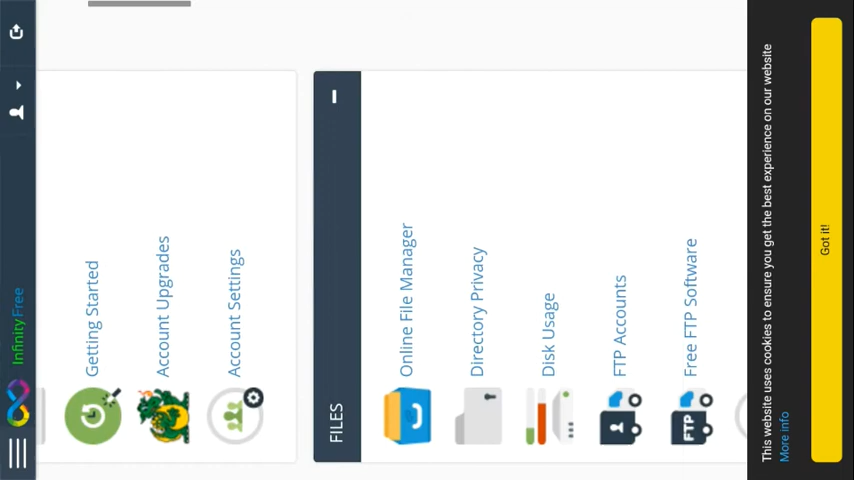 InfinityFree
Getting Started
Account Upgrades
Account Settings
FILES
Online File Manager
Directory Privacy
Disk Usage
FTP Accounts
FTP
Free FTP Software
This website uses cookies to ensure you get the best experience on our website
More info
Got it!